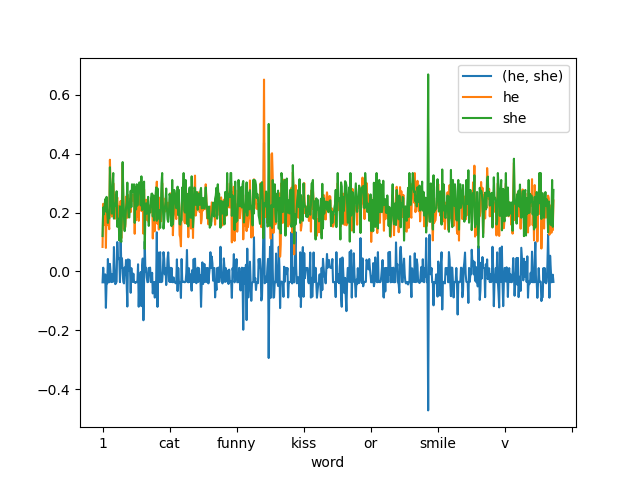 (he, she)
he
she
0.6
0.4
0.2
0.0
−0.2
−0.4
1 cat funny kiss or smile v
word